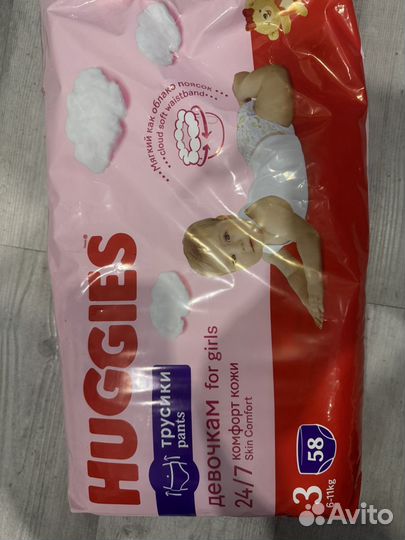 HUGGIES
трусики
pants
девочкам for girls
24/7 комфорт кожи
Skin Comfort
Мягкий как облако поясок
cloud soft waistband
3
6-11kg
58
Avito